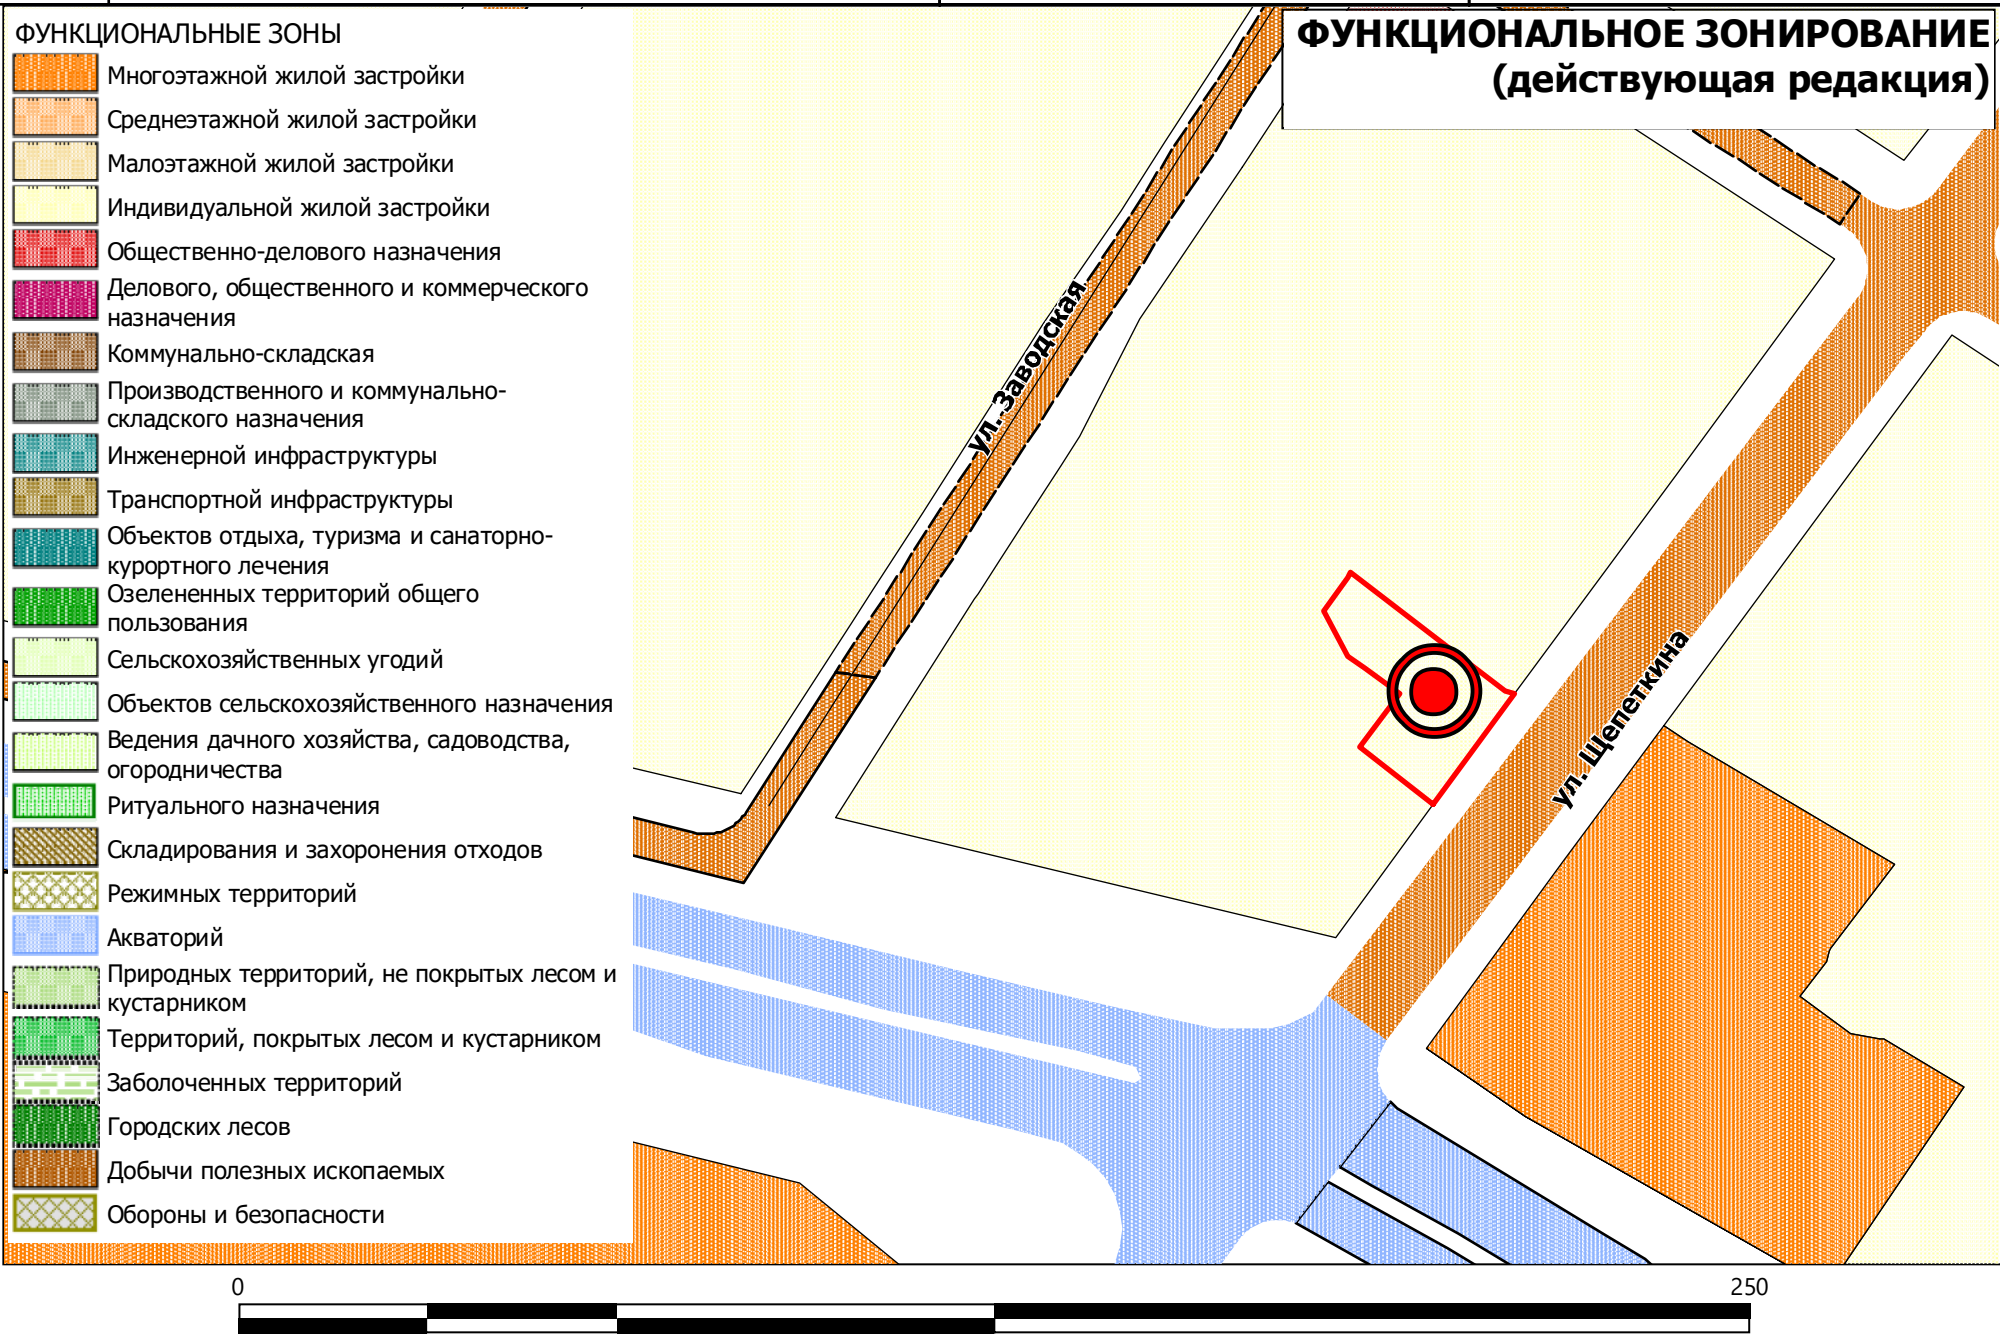 ФУНКЦИОНАЛЬНЫЕ ЗОНЫ
Многоэтажной жилой застройки
Среднеэтажной жилой застройки
Малоэтажной жилой застройки
Индивидуальной жилой застройки
Общественно-делового назначения
Делового, общественного и коммерческого
назначения
Коммунально-складская
Производственного и коммунально-
складского назначения
Инженерной инфраструктуры
Транспортной инфраструктуры
Объектов отдыха, туризма и санаторно-
курортного лечения
Озелененных территорий общего
пользования
Сельскохозяйственных угодий
Объектов сельскохозяйственного назначения
Ведения дачного хозяйства, садоводства,
огородничества
Ритуального назначения
Складирования и захоронения отходов
Режимных территорий
Акваторий
Природных территорий, не покрытых лесом и
кустарником
Территорий, покрытых лесом и кустарником
Заболоченных территорий
Городских лесов
Добычи полезных ископаемых
Обороны и безопасности
ФУНКЦИОНАЛЬНОЕ ЗОНИРОВАНИЕ
(действующая редакция)
ул. Заводская
ул. Щепеткина
0
250